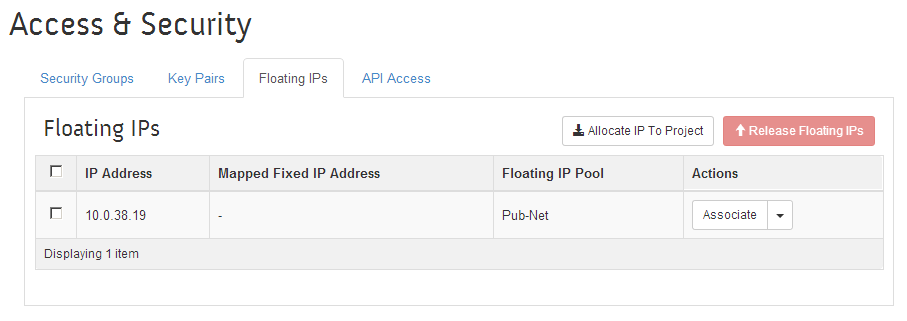 Access & Security
Security Groups Key Pairs Floating IPs API Access
Floating IPs Allocate IP To Project Release Floating IPs
IP Address Mapped Fixed IP Address Floating IP Pool Actions
10.0.38.19 - Pub-Net Associate
Displaying 1 item